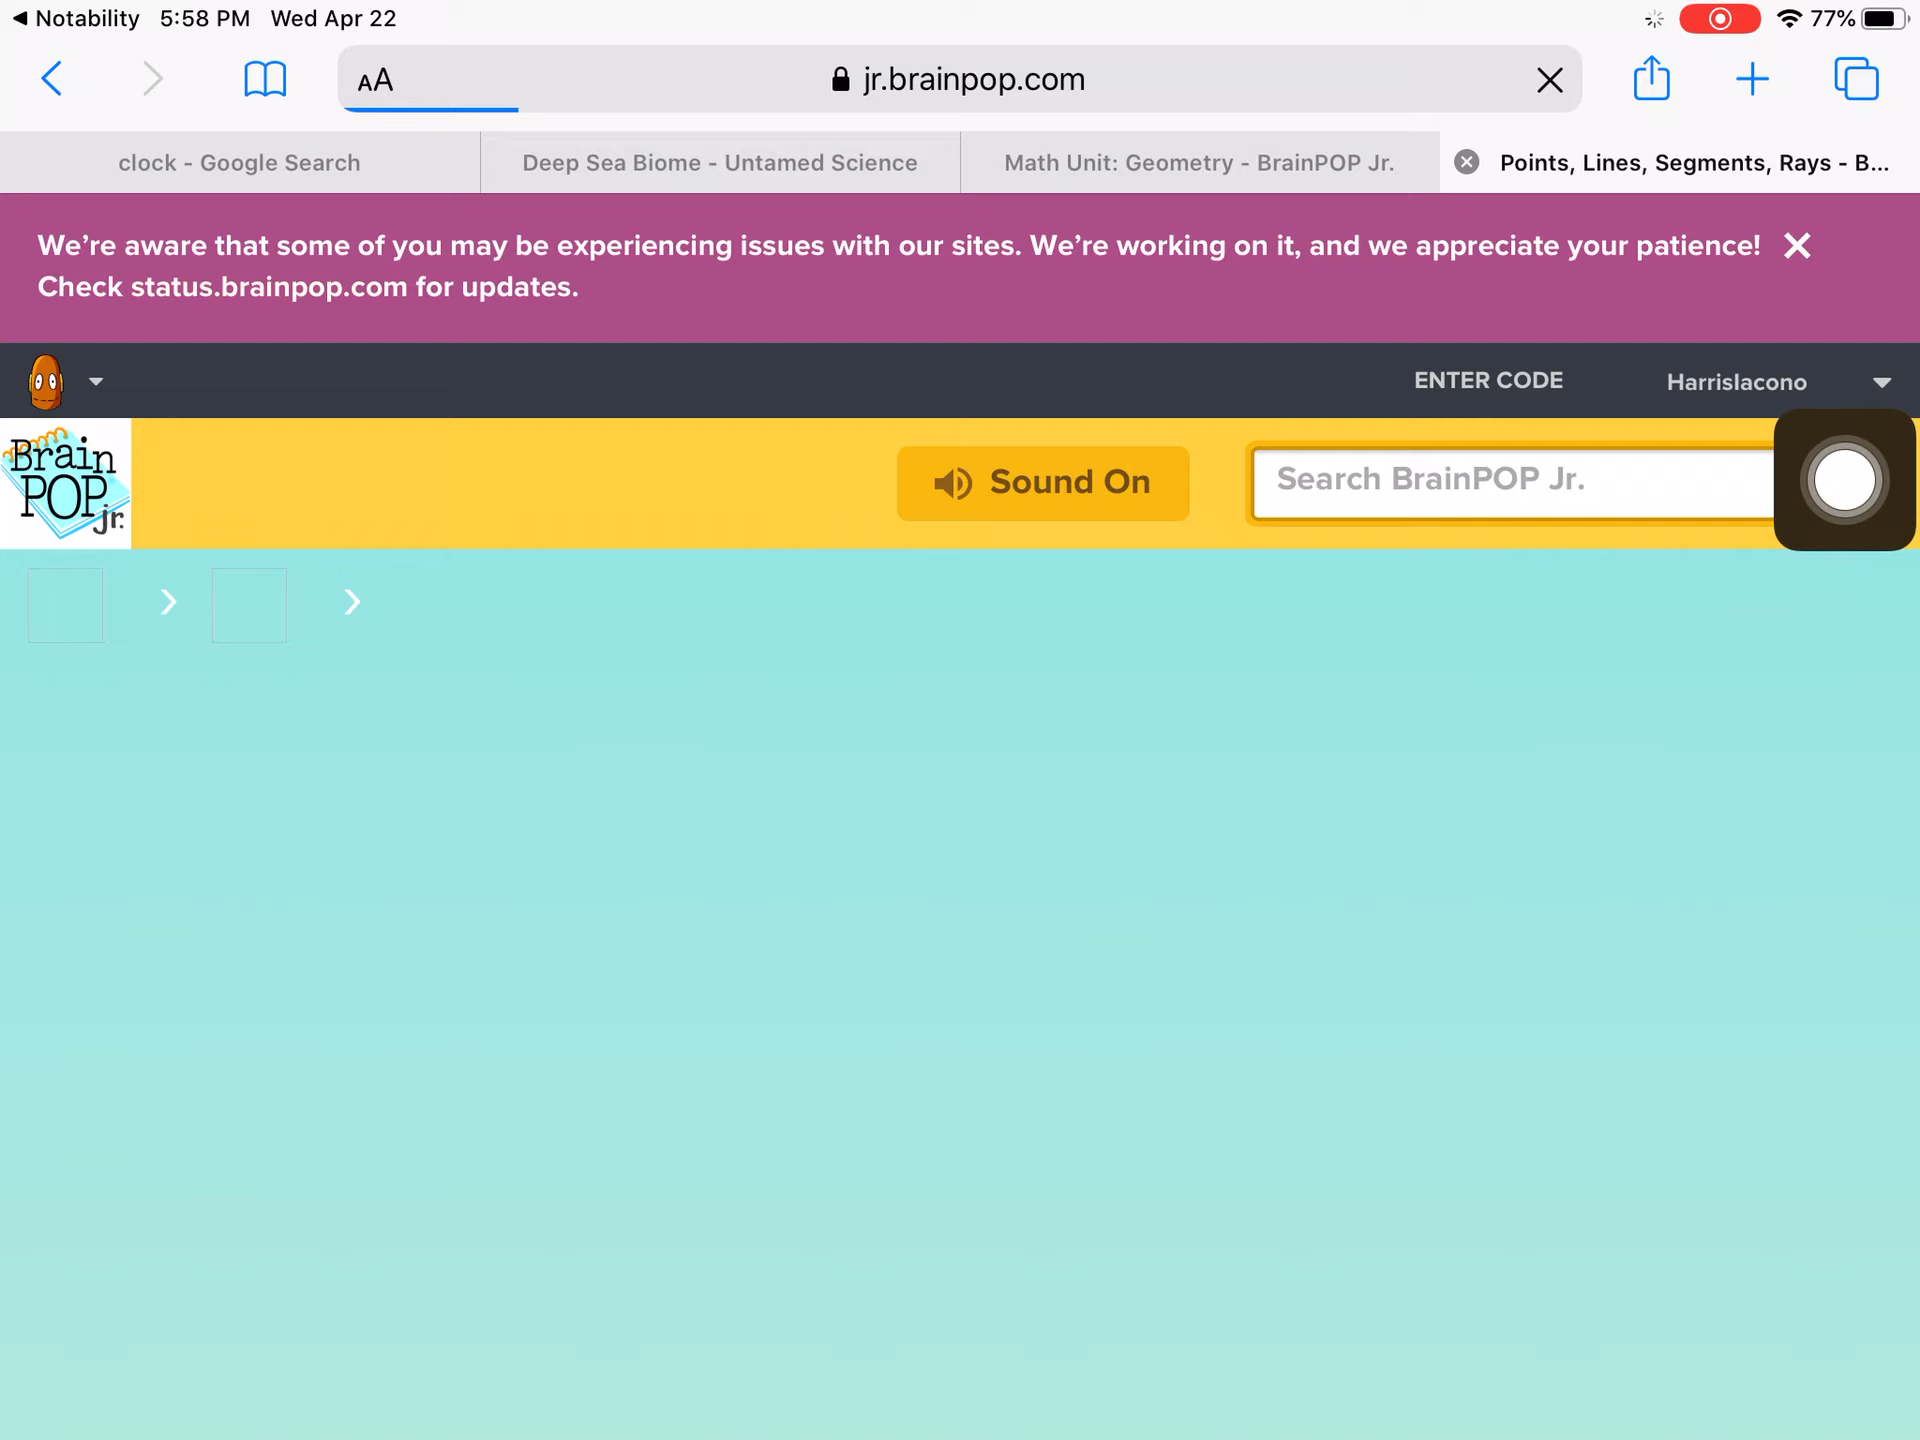 Notability 5:58 PM Wed Apr 22 77%
AA jr.brainpop.com
clock - Google Search Deep Sea Biome - Untamed Science Math Unit: Geometry - BrainPOP Jr. Points, Lines, Segments, Rays - B...
We’re aware that some of you may be experiencing issues with our sites. We’re working on it, and we appreciate your patience!
Check status.brainpop.com for updates.
ENTER CODE HarrisIacono
Brain
POP
jr.
Sound On
Search BrainPOP Jr.